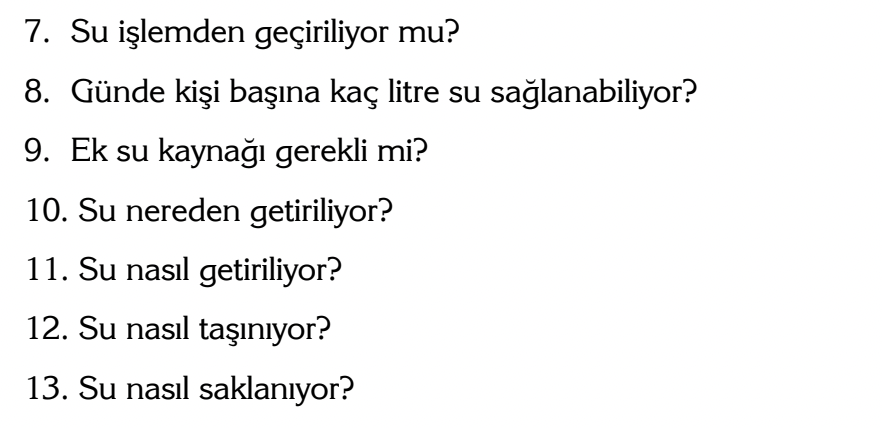 7. Su işlemden geçiriliyor mu?
8. Günde kişi başına kaç litre su sağlanabiliyor?
9. Ek su kaynağı gerekli mi?
10. Su nereden getiriliyor?
11. Su nasıl getiriliyor?
12. Su nasıl taşınıyor?
13. Su nasıl saklanıyor?